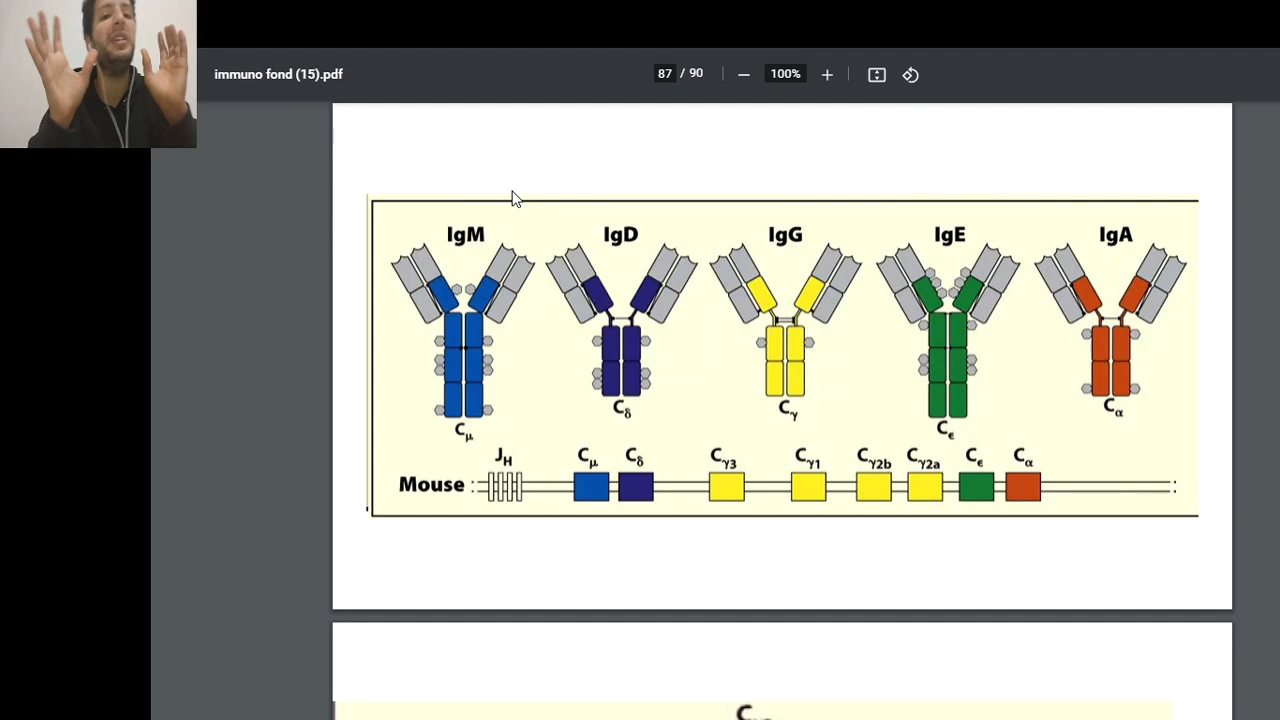 immuno fond (15).pdf
87 / 90
100%
IgM IgD IgG IgE IgA
Cμ Cδ Cγ Cϵ Cα
JH Cμ Cδ Cγ3 Cγ1 Cγ2b Cγ2a Cϵ Cα
Mouse